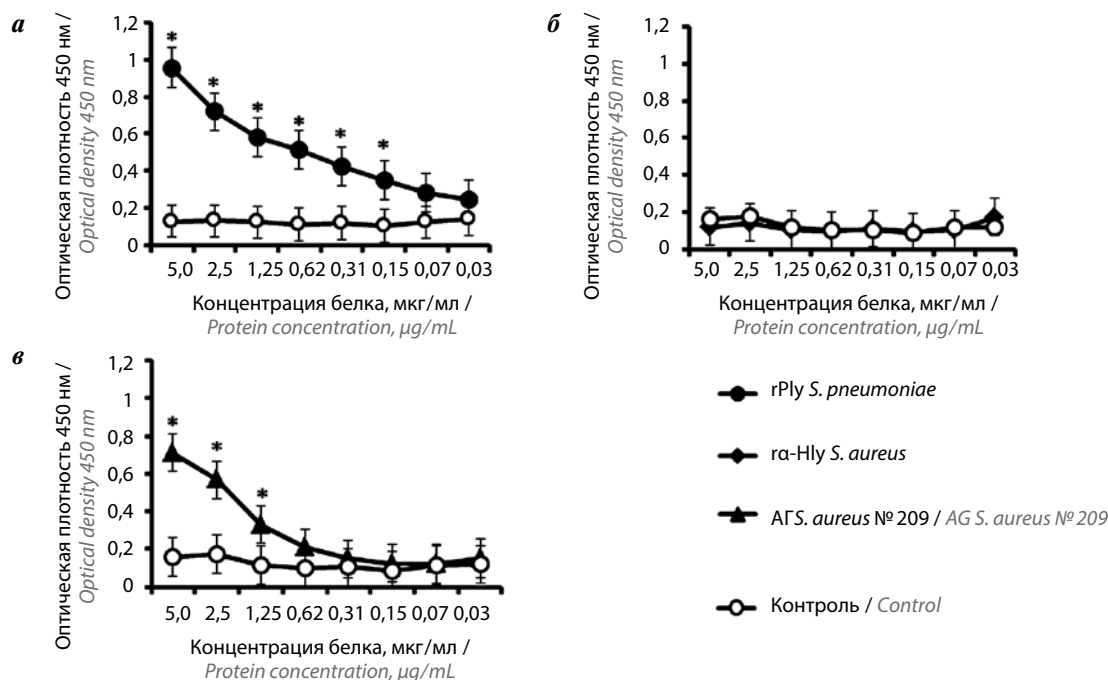 а
Оптическая плотность 450 нм /
Optical density 450 nm
1,2
1
0,8
0,6
0,4
0,2
0
* * * * * *
5,0 2,5 1,25 0,62 0,31 0,15 0,07 0,03
Концентрация белка, мкг/мл /
Protein concentration, µg/mL
б
Оптическая плотность 450 нм /
Optical density 450 nm
1,2
1
0,8
0,6
0,4
0,2
0
5,0 2,5 1,25 0,62 0,31 0,15 0,07 0,03
Концентрация белка, мкг/мл /
Protein concentration, µg/mL
в
Оптическая плотность 450 нм /
Optical density 450 nm
1,2
1
0,8
0,6
0,4
0,2
0
* * *
5,0 2,5 1,25 0,62 0,31 0,15 0,07 0,03
Концентрация белка, мкг/мл /
Protein concentration, µg/mL
rPly S. pneumoniae
rα-Hly S. aureus
АГ S. aureus № 209 / AG S. aureus № 209
Контроль / Control